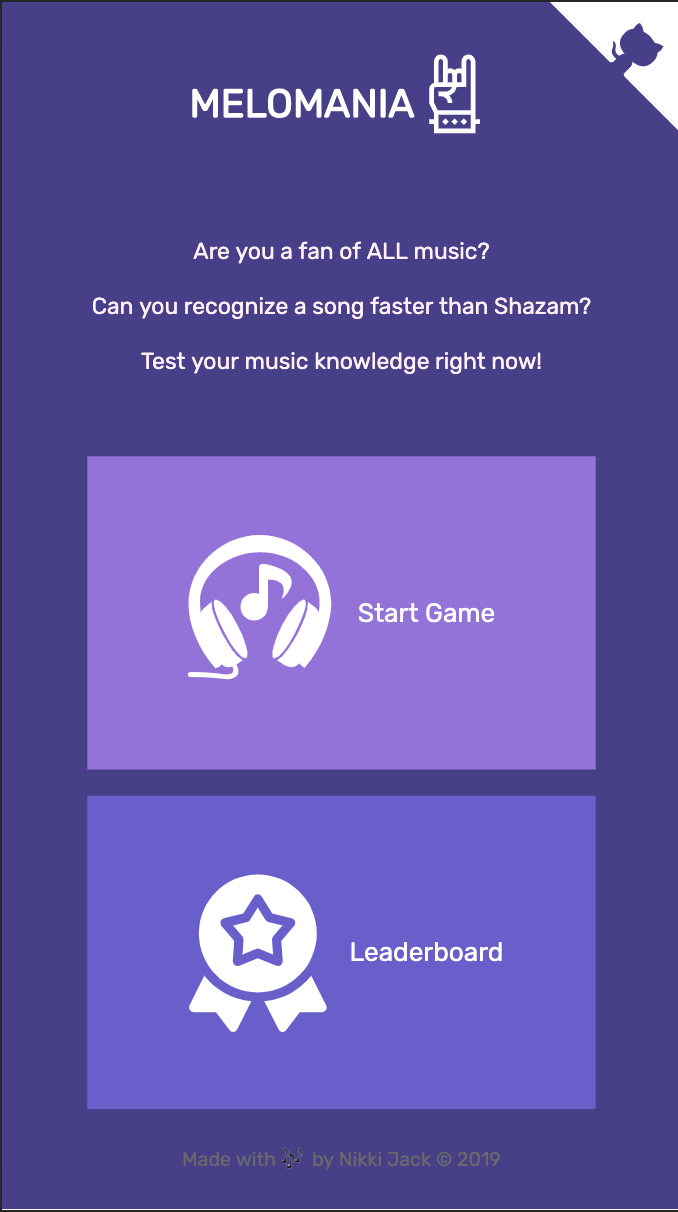 MELOMANIA
Are you a fan of ALL music?
Can you recognize a song faster than Shazam?
Test your music knowledge right now!
Start Game
Leaderboard
Made with 🎶 by Nikki Jack © 2019